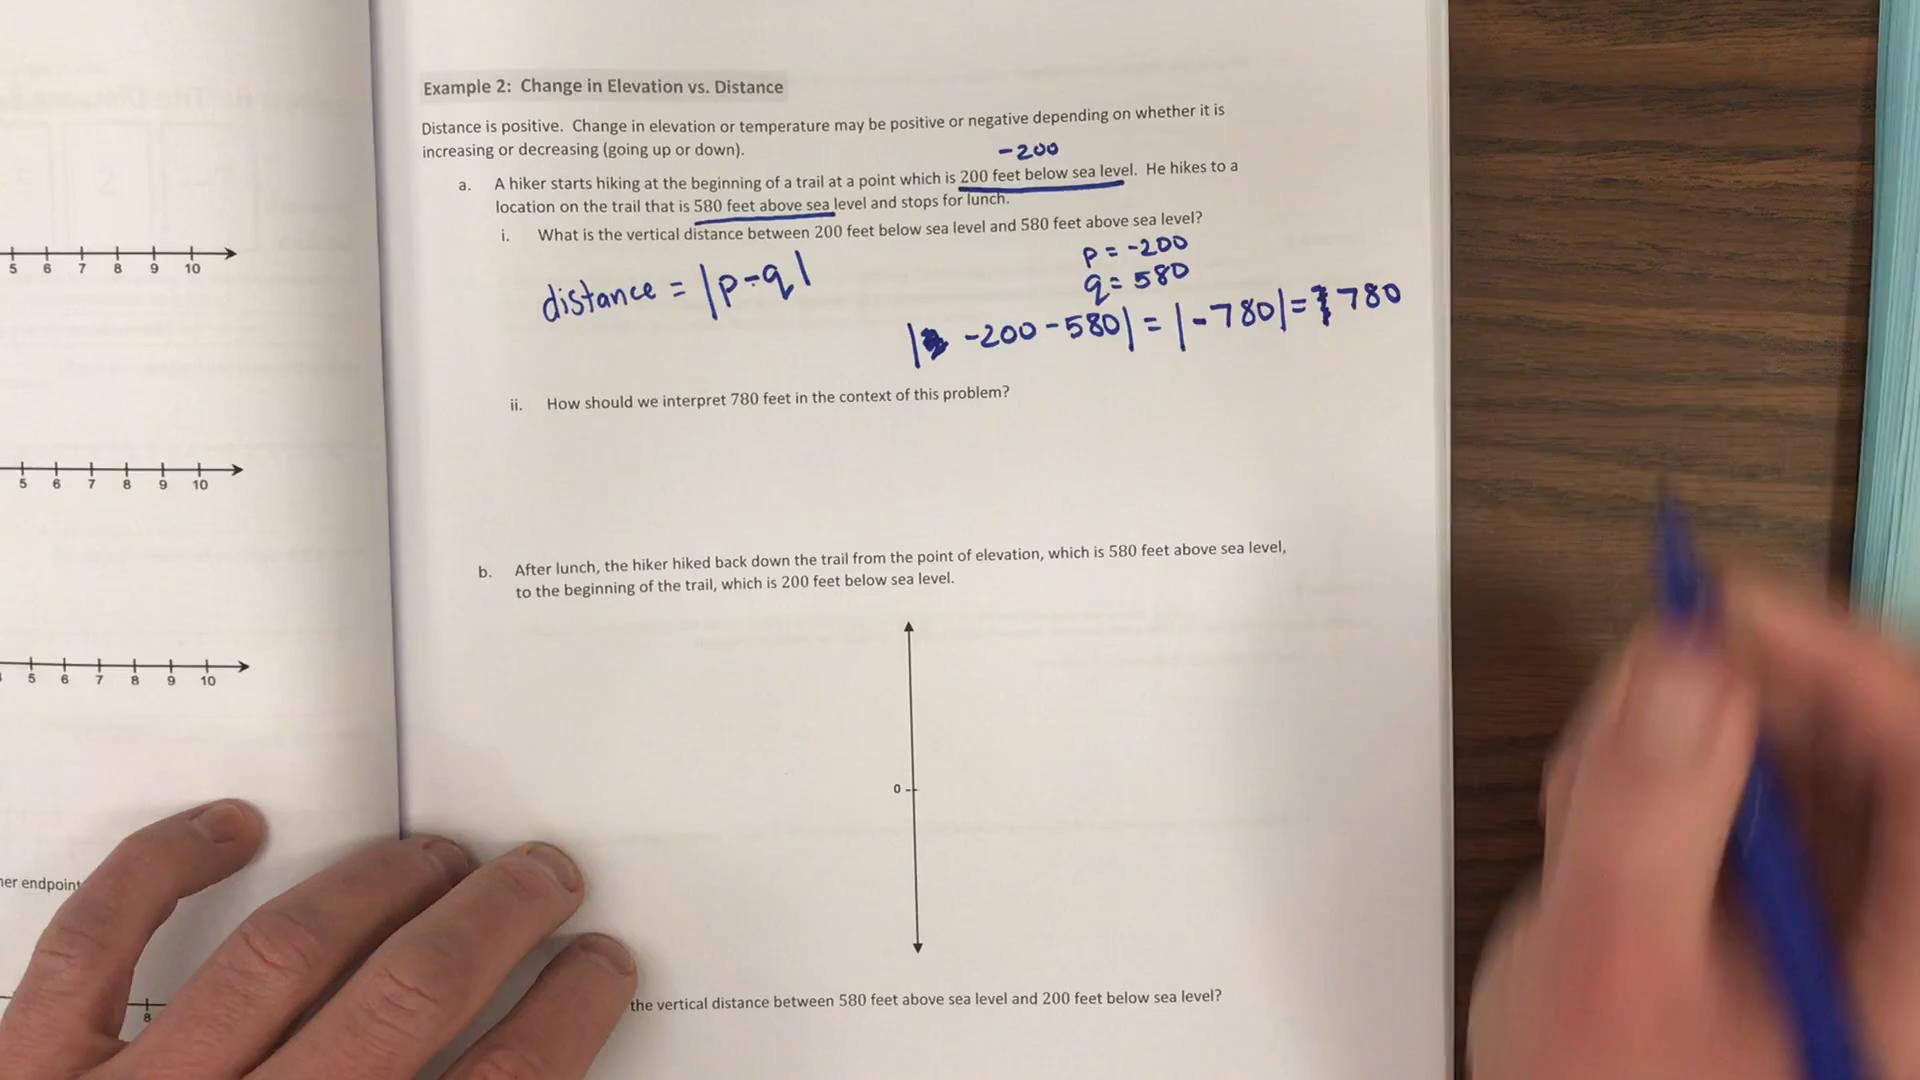 Example 2: Change in Elevation vs. Distance
Distance is positive. Change in elevation or temperature may be positive or negative depending on whether it is
increasing or decreasing (going up or down).
-200
a. A hiker starts hiking at the beginning of a trail at a point which is 200 feet below sea level. He hikes to a
location on the trail that is 580 feet above sea level and stops for lunch.
i. What is the vertical distance between 200 feet below sea level and 580 feet above sea level?
p = -200
distance = |p-q|
q = 580
| -200 - 580| = |-780| = 780
ii. How should we interpret 780 feet in the context of this problem?
b. After lunch, the hiker hiked back down the trail from the point of elevation, which is 580 feet above sea level,
to the beginning of the trail, which is 200 feet below sea level.
0
the vertical distance between 580 feet above sea level and 200 feet below sea level?
5 6 7 8 9 10
5 6 7 8 9 10
5 6 7 8 9 10
endpoint
8